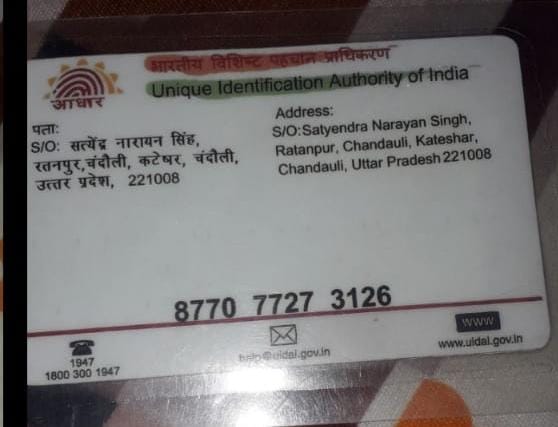 भारतीय विशिष्ट पहचान प्राधिकरण
Unique Identification Authority of India
आधार
पता:
S/O: सत्येंद्र नारायन सिंह,
रतनपुर,चंदौली, कटेषर, चंदौली,
उत्तर प्रदेश, 221008
Address:
S/O:Satyendra Narayan Singh,
Ratanpur, Chandauli, Kateshar,
Chandauli, Uttar Pradesh 221008
8770 7727 3126
1947
1800 300 1947
help@uidai.gov.in
www
www.uidai.gov.in